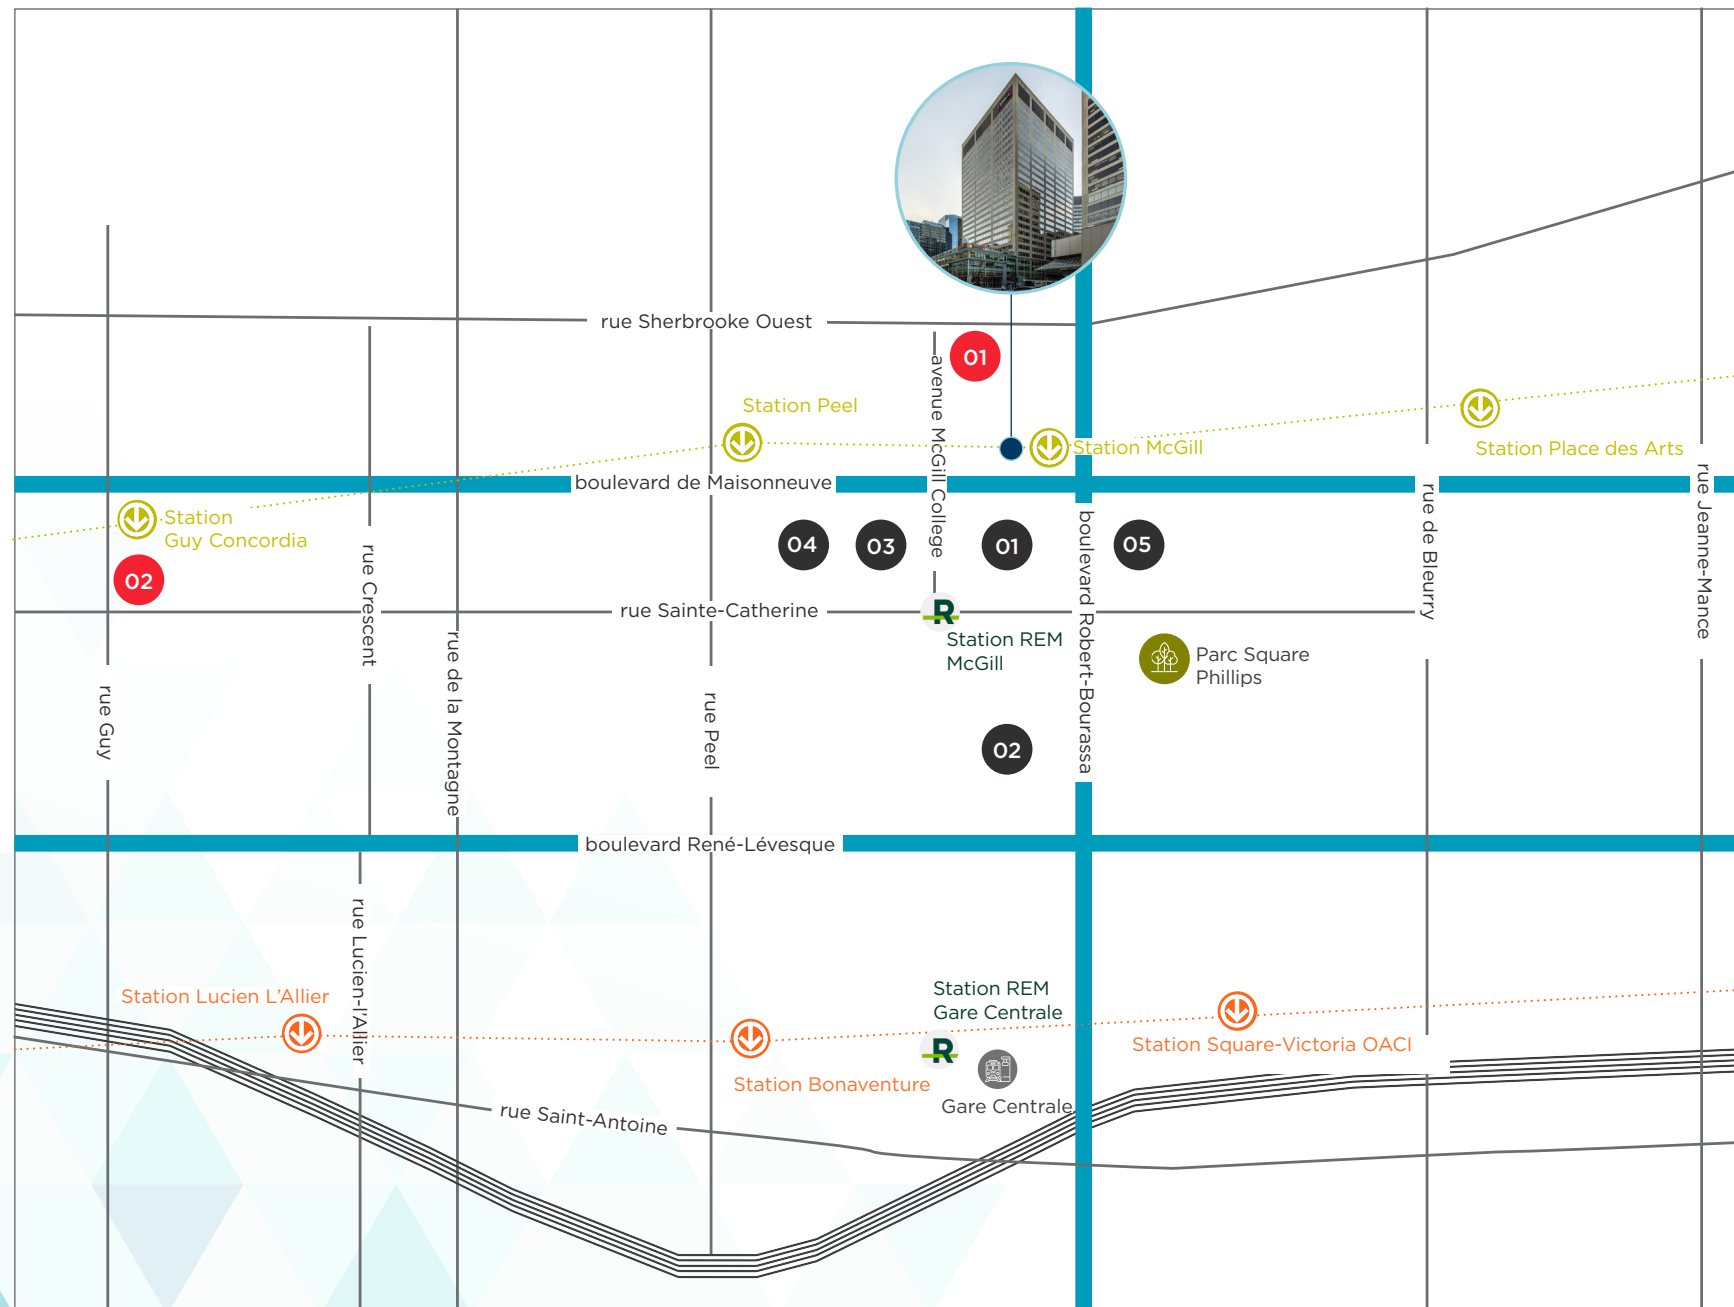 rue Sherbrooke Ouest
01
avenue McGill College
Station Peel
Station McGill
Station Place des Arts
boulevard de Maisonneuve
Station
Guy Concordia
02
04
03
01
05
rue Crescent
rue de Bleurry
rue Jeanne-Mance
boulevard Robert-Bourassa
rue Sainte-Catherine
R
Station REM
McGill
Parc Square
Phillips
rue Guy
rue de la Montagne
rue Peel
02
boulevard René-Lévesque
rue Lucien-l'Allier
Station Lucien L'Allier
Station REM
Gare Centrale
R
Station Square-Victoria OACI
Station Bonaventure
Gare Centrale
rue Saint-Antoine